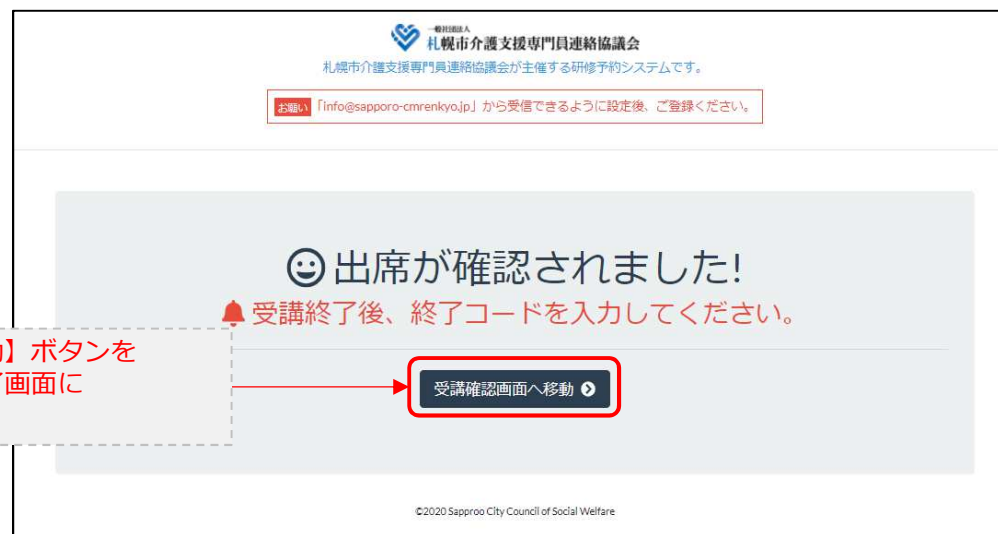 一般社団法人
札幌市介護支援専門員連絡協議会
札幌市介護支援専門員連絡協議会が主催する研修予約システムです。
お願い 「info@sapporo-cmrenkyo.jp」から受信できるように設定後、ご登録ください。
出席が確認されました!
受講終了後、終了コードを入力してください。
】ボタンを
画面に
受講確認画面へ移動
©2020 Sapproo City Council of Social Welfare